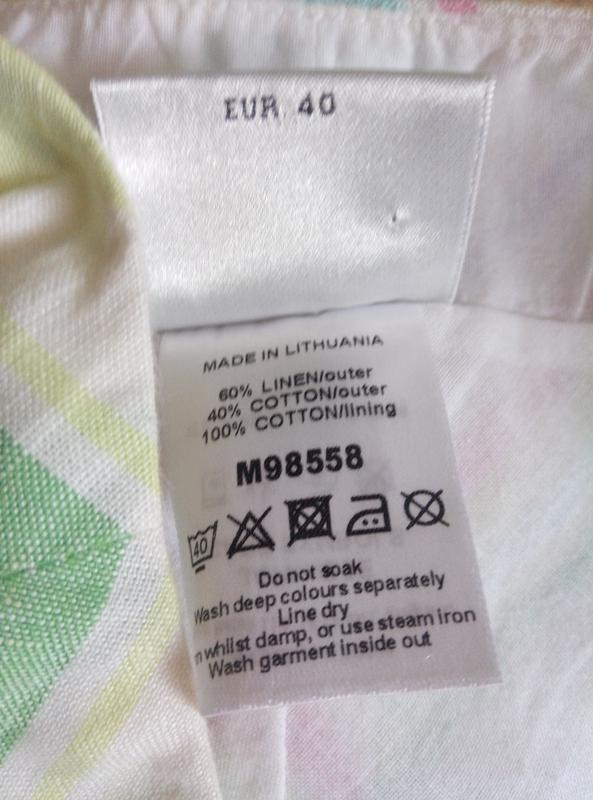 EUR 40
MADE IN LITHUANIA
60% LINEN/outer
40% COTTON/outer
100% COTTON/lining
M98558
40
Do not soak
Wash deep colours separately
Line dry
whilst damp, or use steam iron
Wash garment inside out